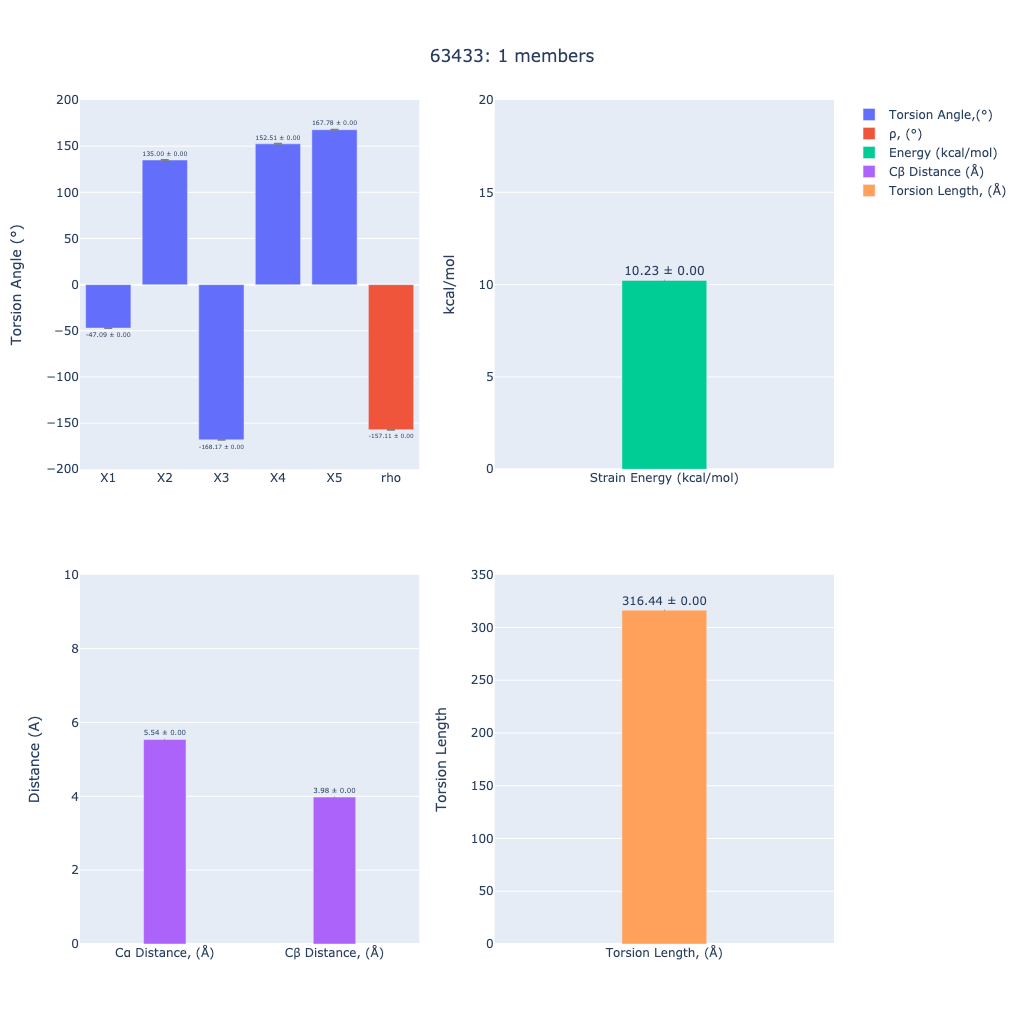 63433: 1 members
Torsion Angle (°)
200
150
100
50
0
−50
−100
−150
−200
-47.09 ± 0.00
135.00 ± 0.00
-168.17 ± 0.00
152.51 ± 0.00
167.78 ± 0.00
-157.11 ± 0.00
X1 X2 X3 X4 X5 rho
kcal/mol
20
15
10
5
0
10.23 ± 0.00
Strain Energy (kcal/mol)
Torsion Angle,(°)
ρ, (°)
Energy (kcal/mol)
Cβ Distance (Å)
Torsion Length, (Å)
Distance (A)
10
8
6
4
2
0
5.54 ± 0.00
3.98 ± 0.00
Cα Distance, (Å) Cβ Distance, (Å)
Torsion Length
350
300
250
200
150
100
50
0
316.44 ± 0.00
Torsion Length, (Å)